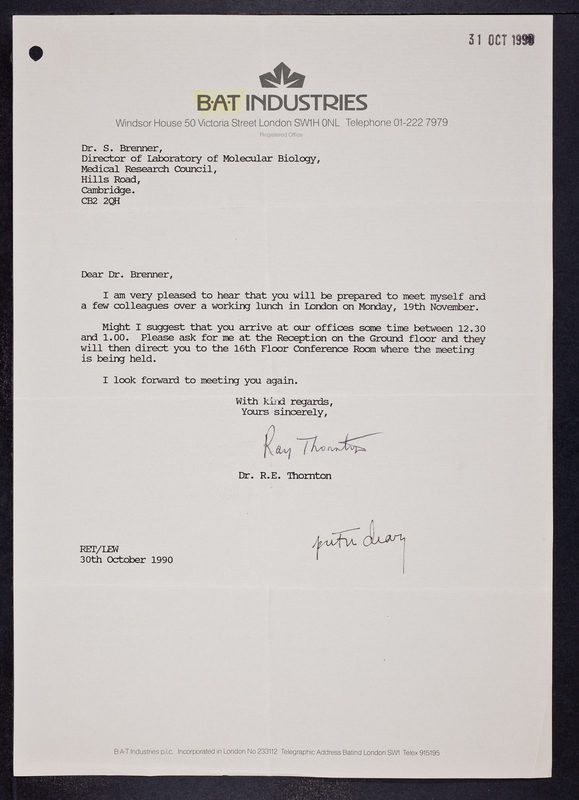 31 OCT 1990
B·A·T INDUSTRIES
Windsor House 50 Victoria Street London SW1H 0NL Telephone 01-222 7979
Registered Office
Dr. S. Brenner,
Director of Laboratory of Molecular Biology,
Medical Research Council,
Hills Road,
Cambridge.
CB2 2QH
Dear Dr. Brenner,
I am very pleased to hear that you will be prepared to meet myself and
a few colleagues over a working lunch in London on Monday, 19th November.
Might I suggest that you arrive at our offices some time between 12.30
and 1.00. Please ask for me at the Reception on the Ground floor and they
will then direct you to the 16th Floor Conference Room where the meeting
is being held.
I look forward to meeting you again.
With kind regards,
Yours sincerely,
Ray Thornton
Dr. R.E. Thornton
put in diary
RET/LEW
30th October 1990
B·A·T Industries p.l.c. Incorporated in London No 233112 Telegraphic Address Batind London SW1 Telex 915195